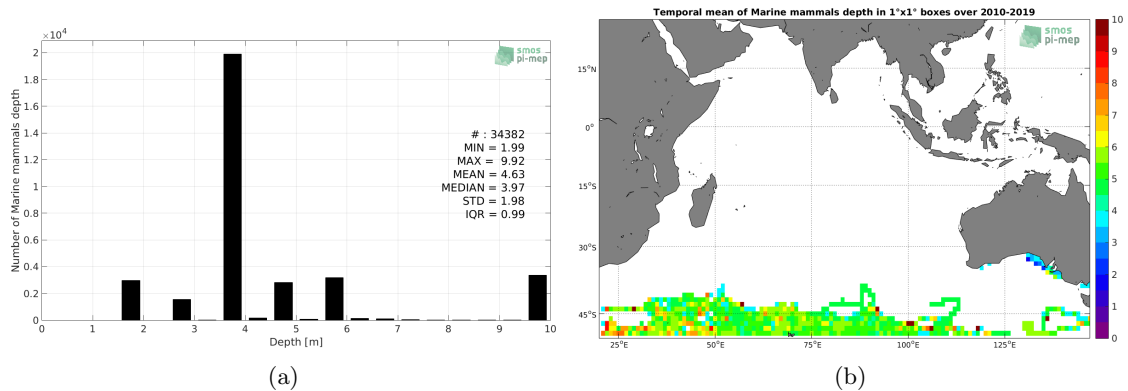 ×10⁴
smos
pi-mep
2
1.8
1.6
1.4
1.2
1
0.8
0.6
0.4
0.2
0
Number of Marine mammals depth
# : 34382
MIN = 1.99
MAX = 9.92
MEAN = 4.63
MEDIAN = 3.97
STD = 1.98
IQR = 0.99
0 1 2 3 4 5 6 7 8 9 10
Depth [m]
(a)
Temporal mean of Marine mammals depth in 1°x1° boxes over 2010-2019
smos
pi-mep
15°N
0°
15°S
30°S
45°S
25°E 50°E 75°E 100°E 125°E
10
9
8
7
6
5
4
3
2
1
0
(b)